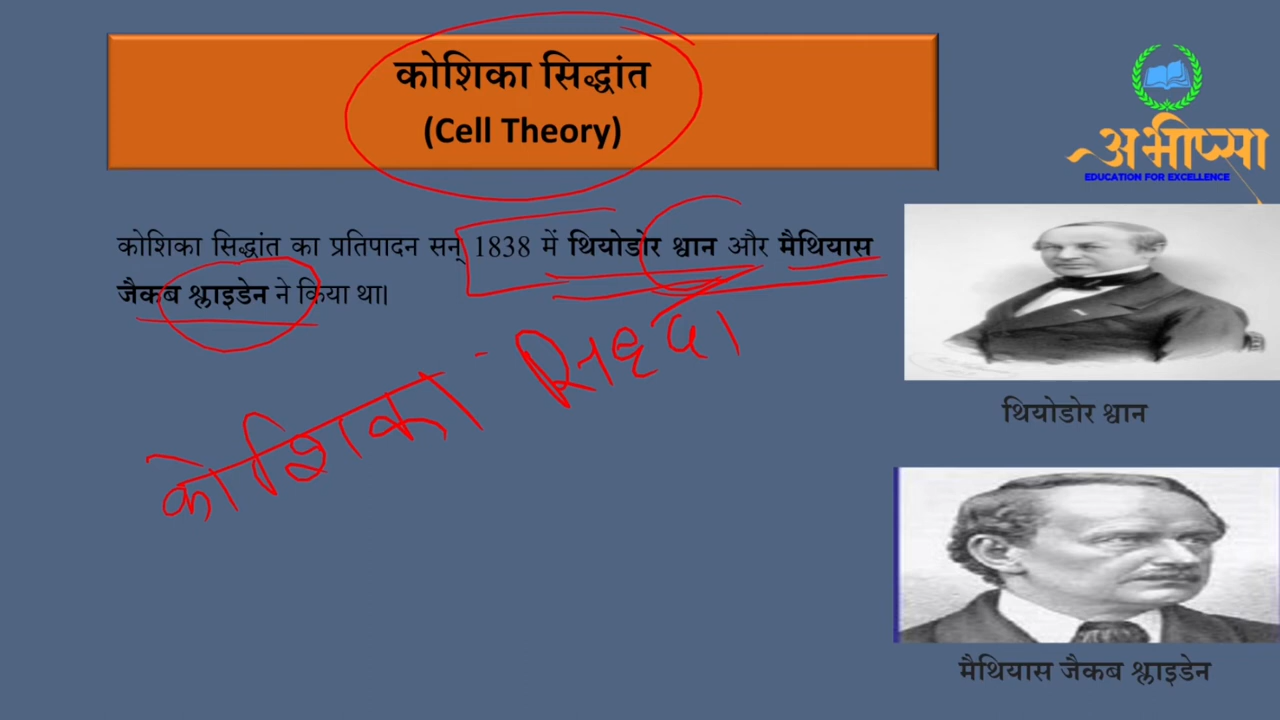 कोशिका सिद्धांत
(Cell Theory)
अभीप्सा
EDUCATION FOR EXCELLENCE
कोशिका सिद्धांत का प्रतिपादन सन् 1838 में थियोडोर श्वान और मैथियास
जैकब श्लाइडेन ने किया था।
कोशिका
थियोडोर श्वान
मैथियास जैकब श्लाइडेन